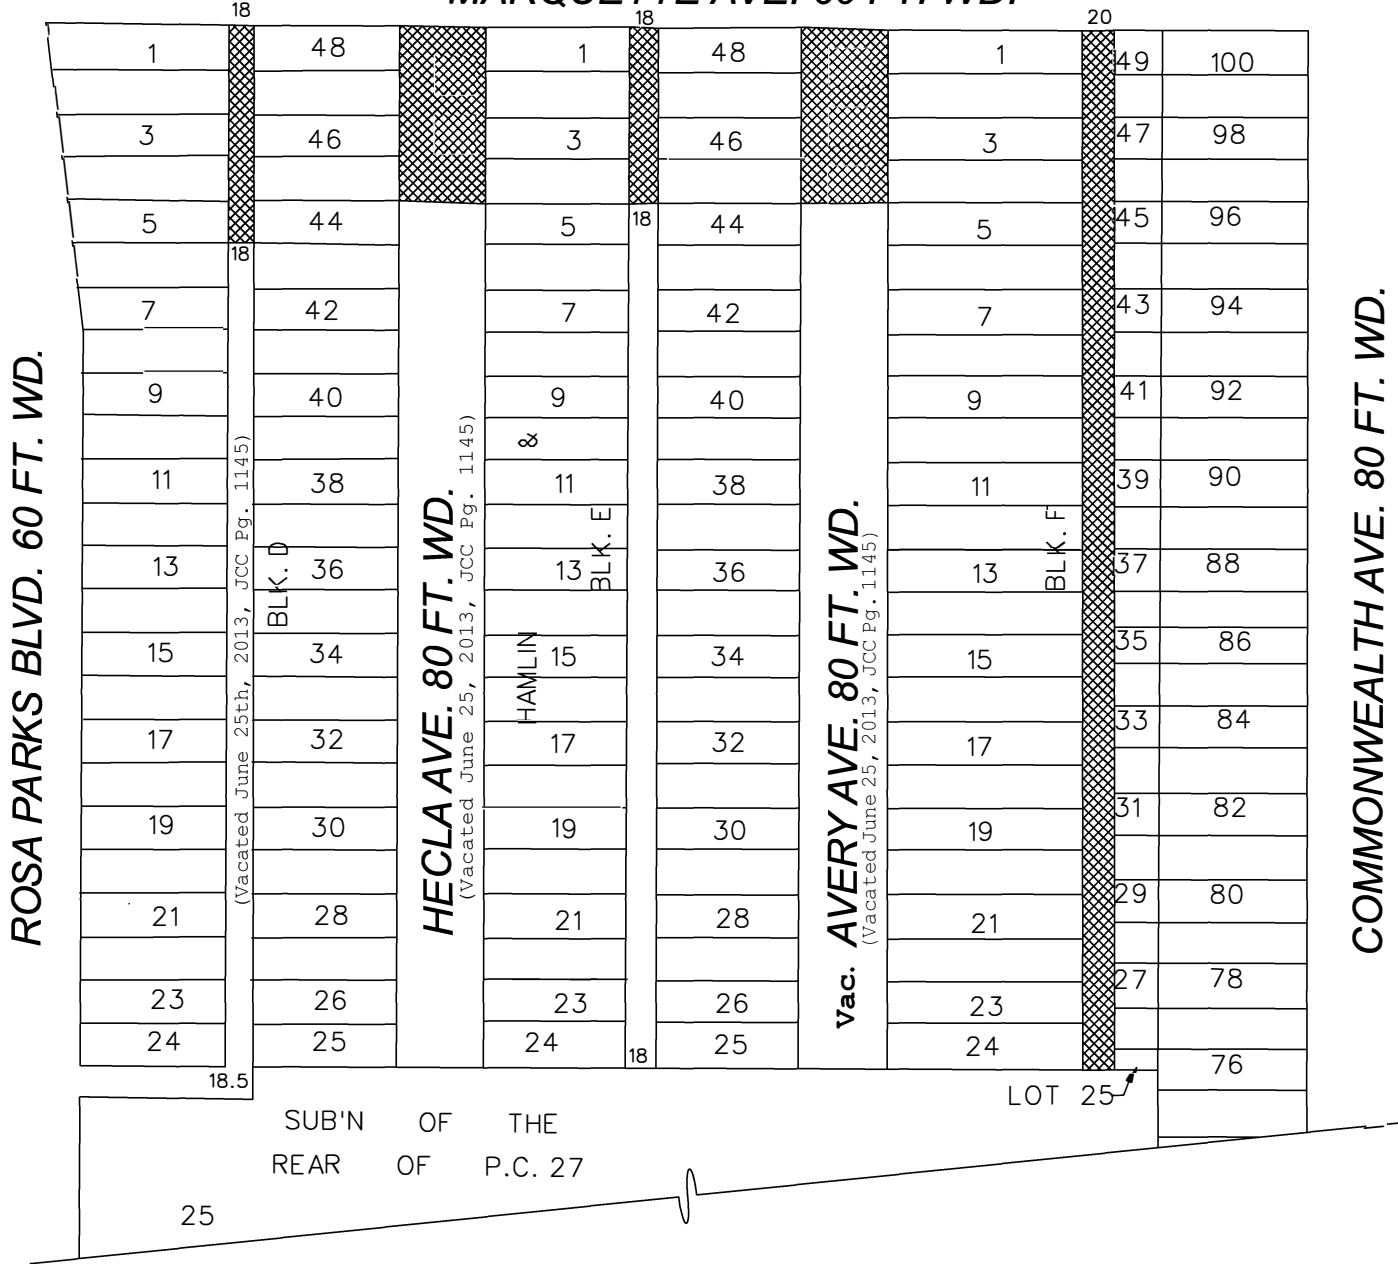 18 18 20
1 48 1 48 1 49 100
3 46 3 46 3 47 98
5 44 5 18 44 5 45 96
18
7 42 7 42 7 43 94
9 40 9 40 9 41 92
&
11 38 11 38 11 39 90
13 36 13 36 13 37 88
15 34 15 34 15 35 86
17 32 17 32 17 33 84
19 30 19 30 19 31 82
21 28 21 28 21 29 80
23 26 23 26 23 27 78
24 25 24 18 25 24 76
18.5
LOT 25
ROSA PARKS BLVD. 60 FT. WD.
(Vacated June 25th, 2013, JCC Pg. 1145)
BLK. D
HECLA AVE. 80 FT. WD.
(Vacated June 25, 2013, JCC Pg. 1145)
HAMLIN
BLK. E
Vac. AVERY AVE. 80 FT. WD.
(Vacated June 25, 2013, JCC Pg. 1145)
BLK. F
COMMONWEALTH AVE. 80 FT. WD.
SUB'N OF THE
REAR OF P.C. 27
25